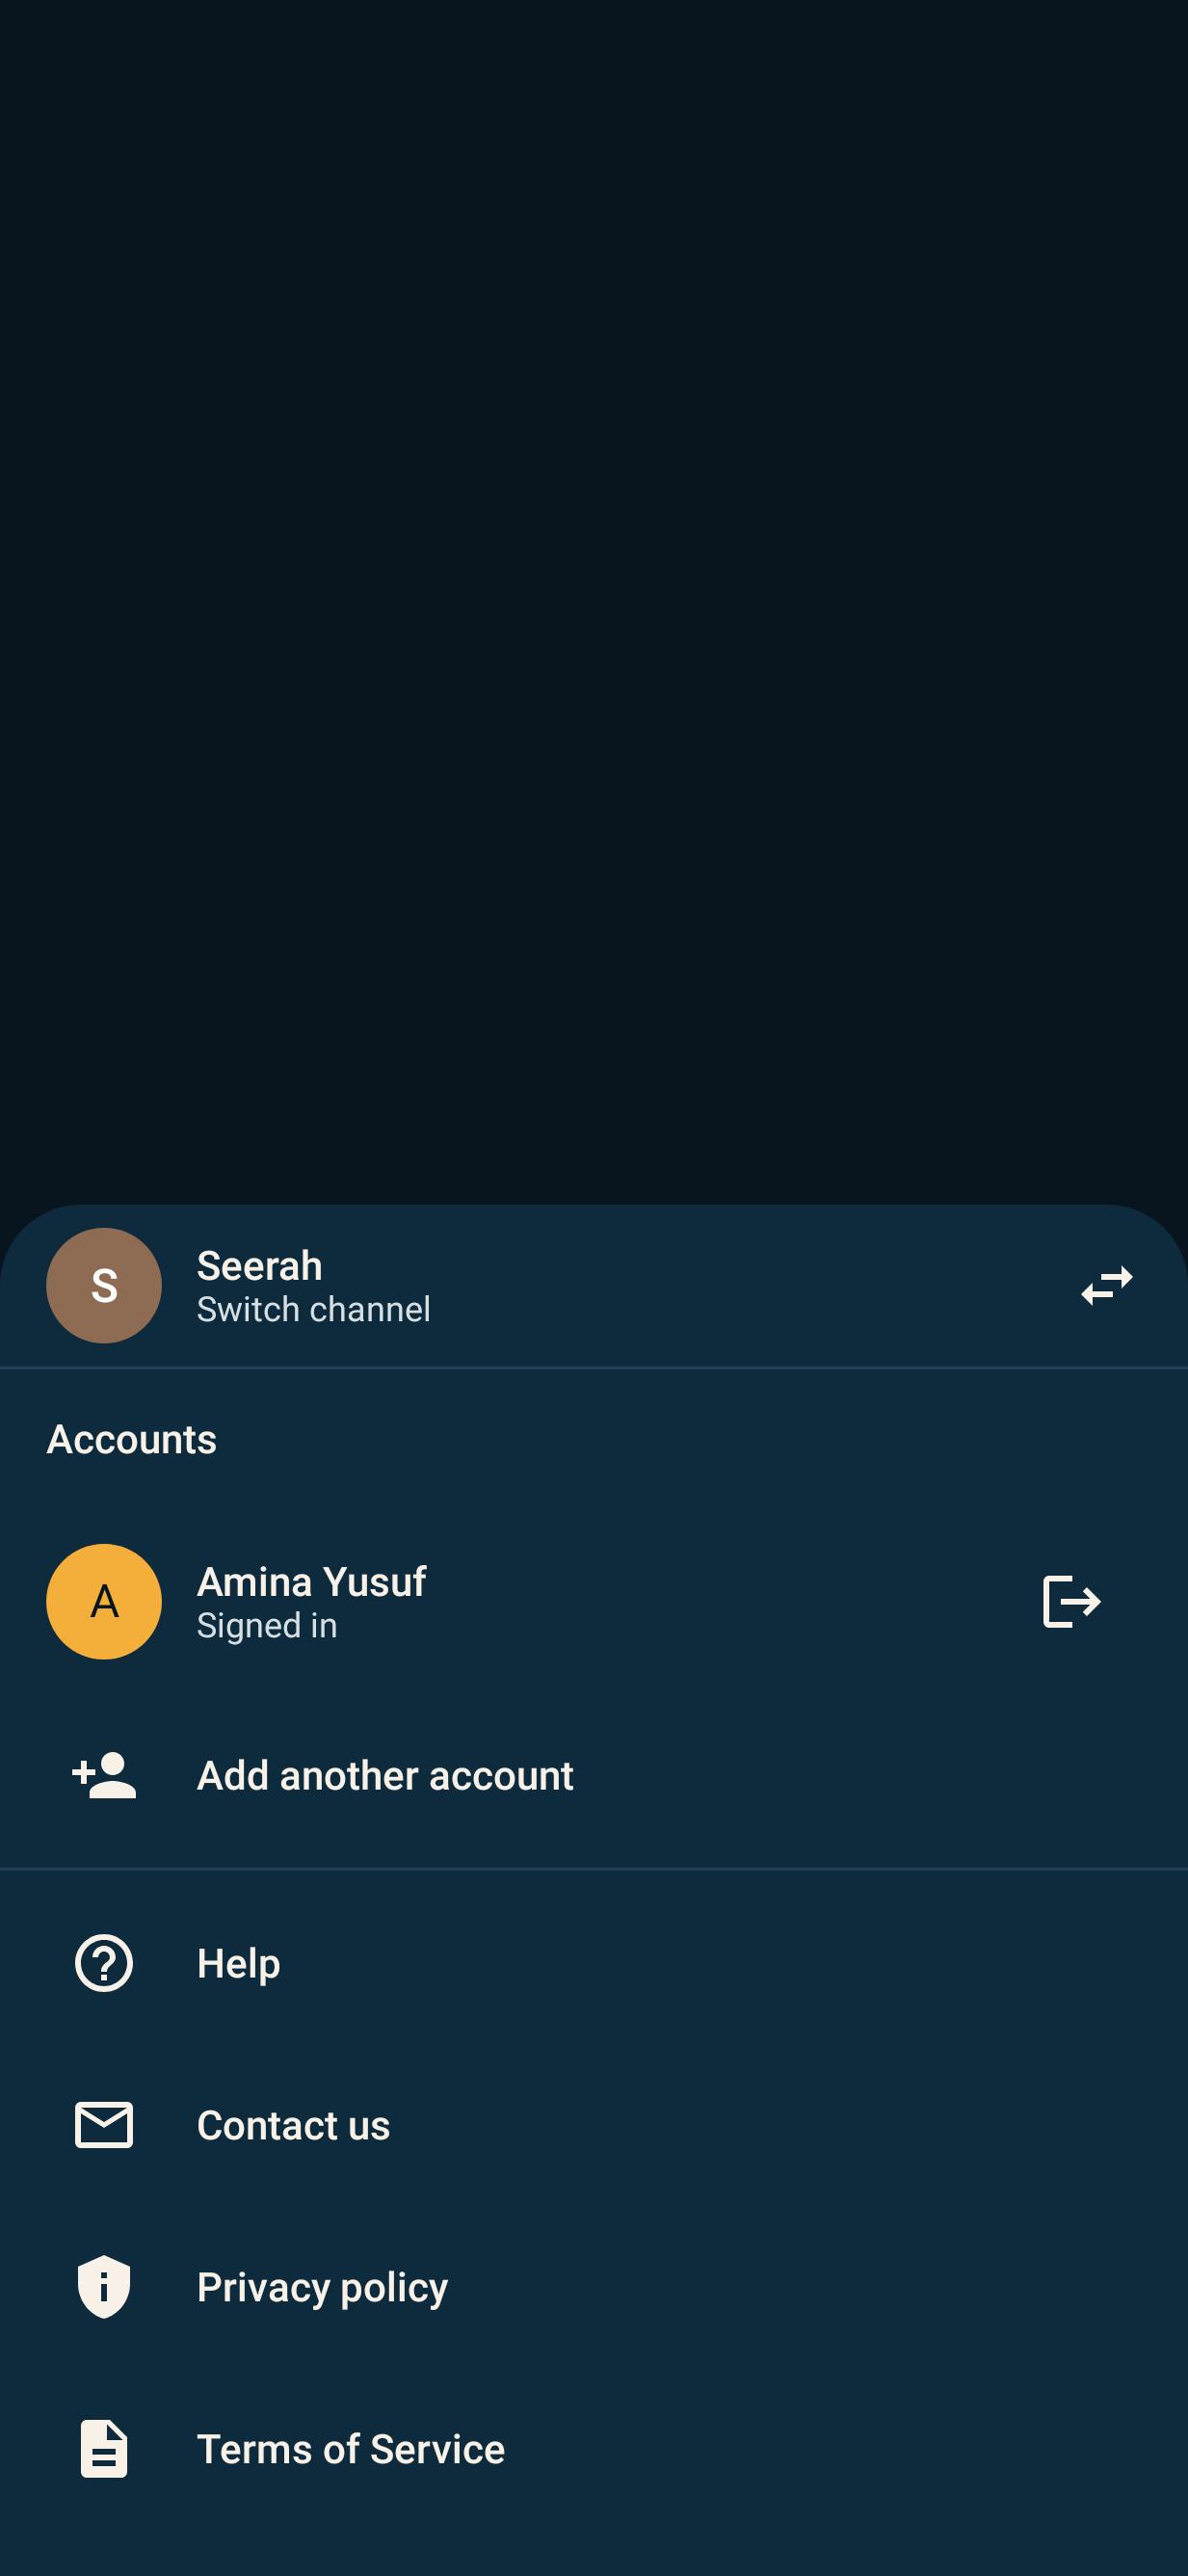 S
Seerah
Switch channel
Accounts
A
Amina Yusuf
Signed in
Add another account
Help
Contact us
Privacy policy
Terms of Service